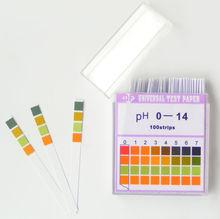 UNIVERSAL TEST PAPER
pH 0-14
100strips
0 1 2 3 4 5 6 7